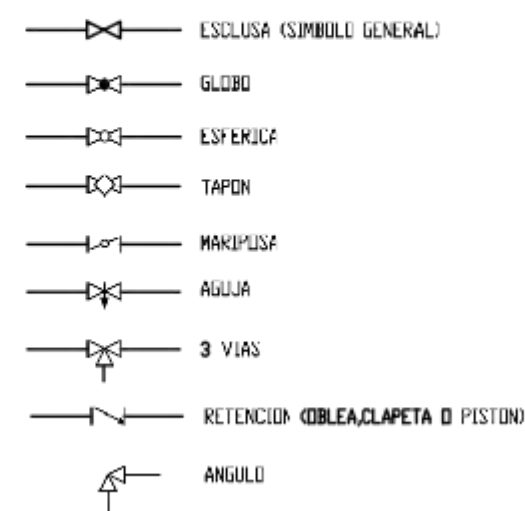 ESCLUSA (SIMBOLO GENERAL)
GLOBO
ESFERICA
TAPON
MARIPOSA
AGUJA
3 VIAS
RETENCION (OBLEA,CLAPETA O PISTON)
ANGULO